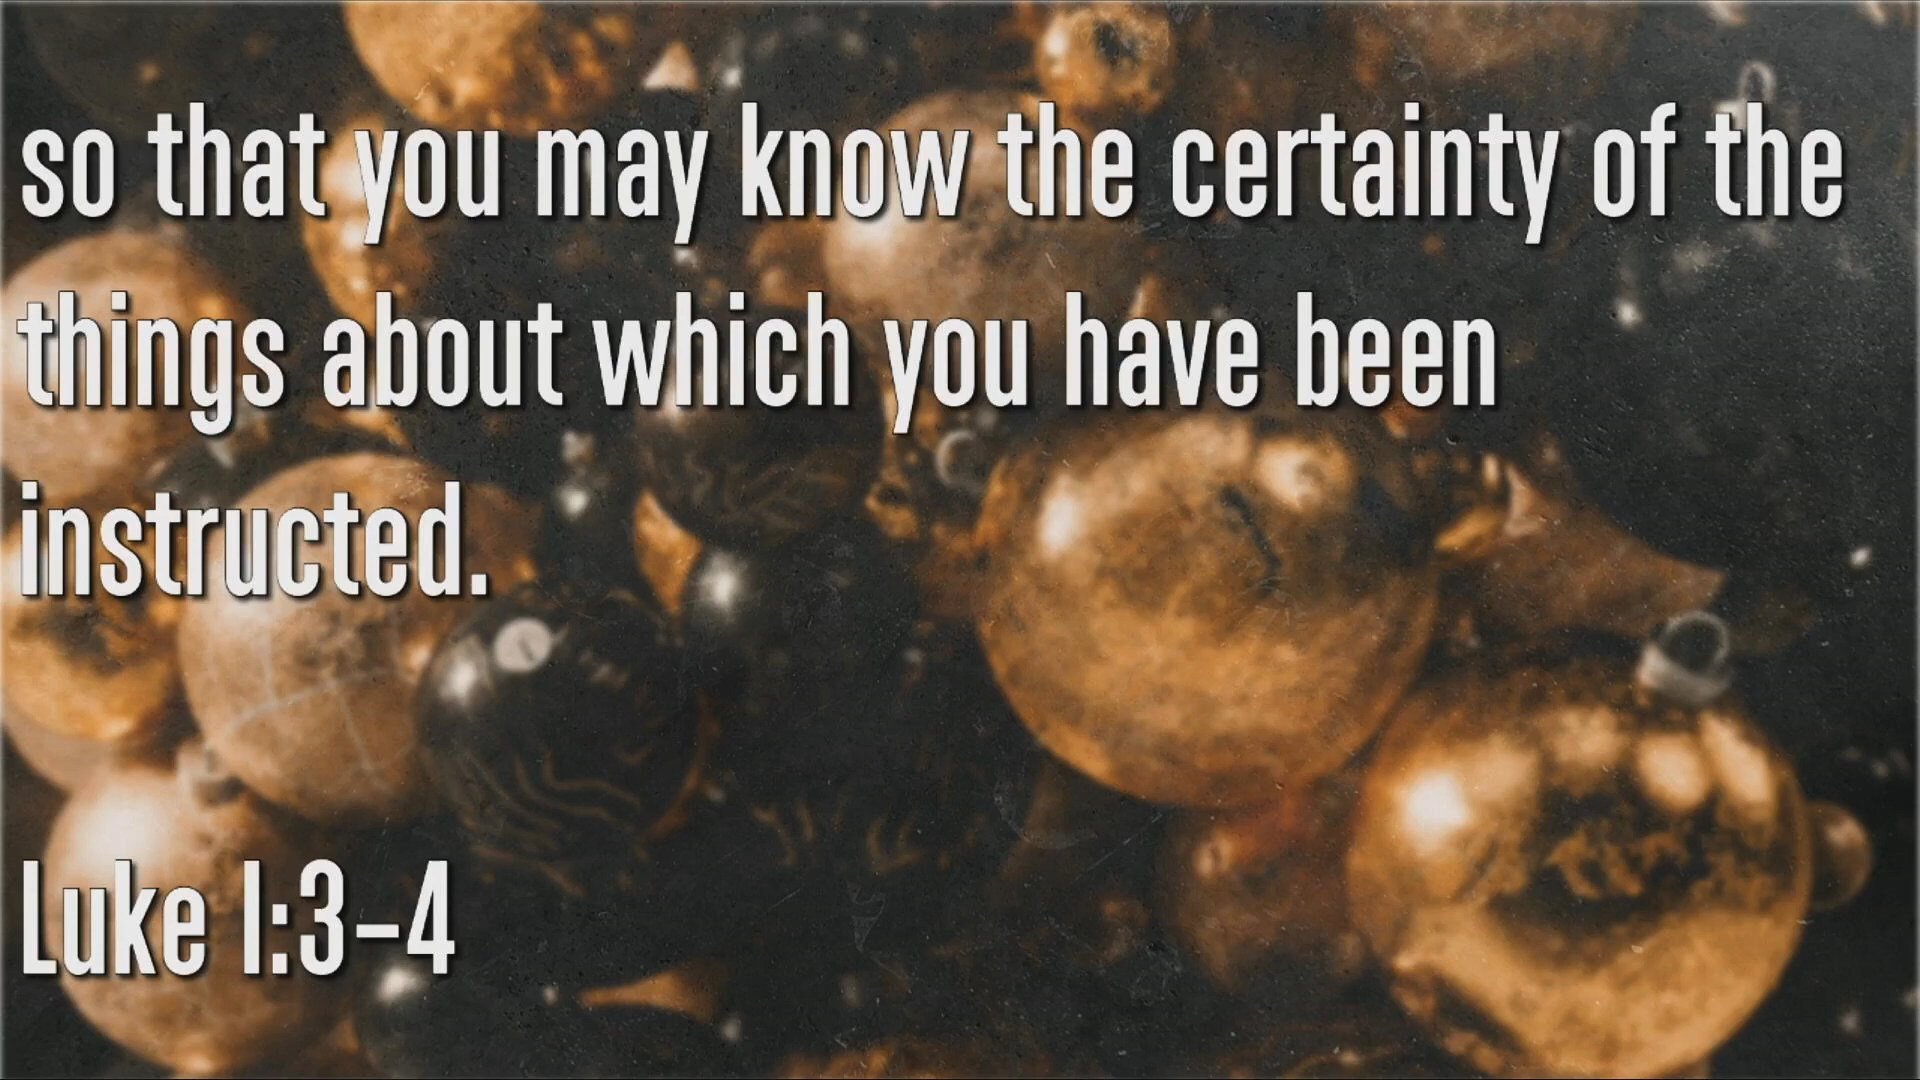 so that you may know the certainty of the
things about which you have been
instructed.
Luke 1:3–4